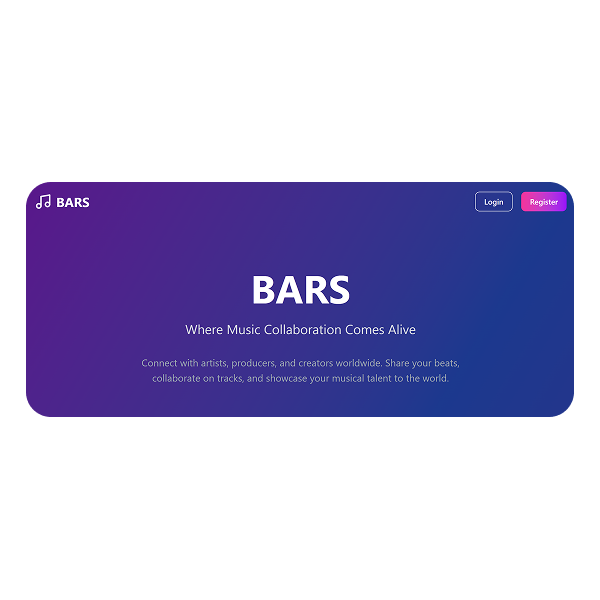 BARS
Login
Register
BARS
Where Music Collaboration Comes Alive
Connect with artists, producers, and creators worldwide. Share your beats,
collaborate on tracks, and showcase your musical talent to the world.